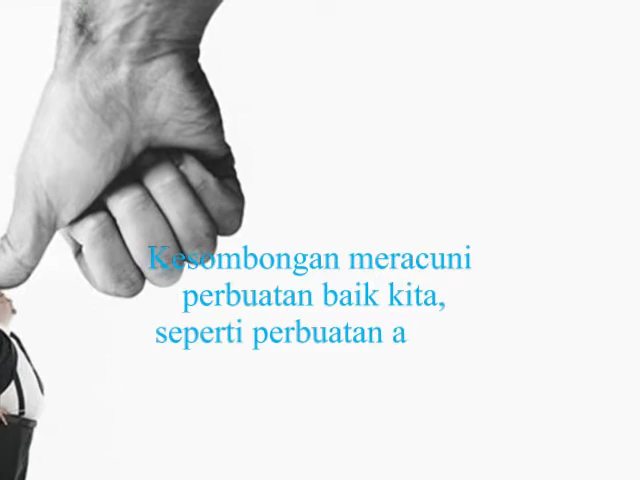 Kesombongan meracuni
perbuatan baik kita,
seperti perbuatan a